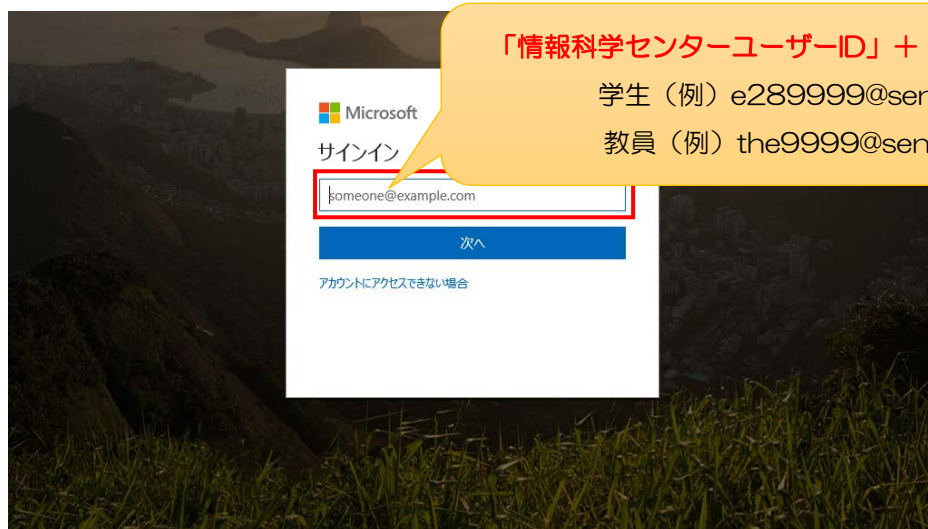 「情報科学センターユーザーID」＋
学生（例）e289999@sen
教員（例）the9999@sen
Microsoft
サインイン
someone@example.com
次へ
アカウントにアクセスできない場合